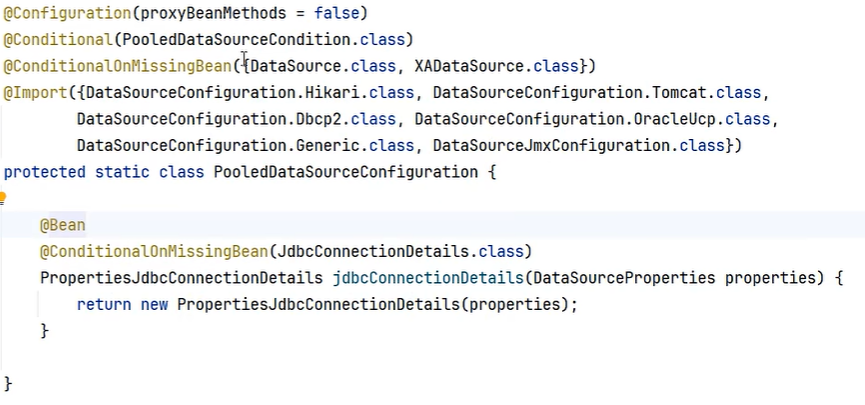 @Configuration(proxyBeanMethods = false)
@Conditional(PooledDataSourceCondition.class)
@ConditionalOnMissingBean({DataSource.class, XADataSource.class})
@Import({DataSourceConfiguration.Hikari.class, DataSourceConfiguration.Tomcat.class,
DataSourceConfiguration.Dbcp2.class, DataSourceConfiguration.OracleUcp.class,
DataSourceConfiguration.Generic.class, DataSourceJmxConfiguration.class})
protected static class PooledDataSourceConfiguration {
@Bean
@ConditionalOnMissingBean(JdbcConnectionDetails.class)
PropertiesJdbcConnectionDetails jdbcConnectionDetails(DataSourceProperties properties) {
return new PropertiesJdbcConnectionDetails(properties);
}
}